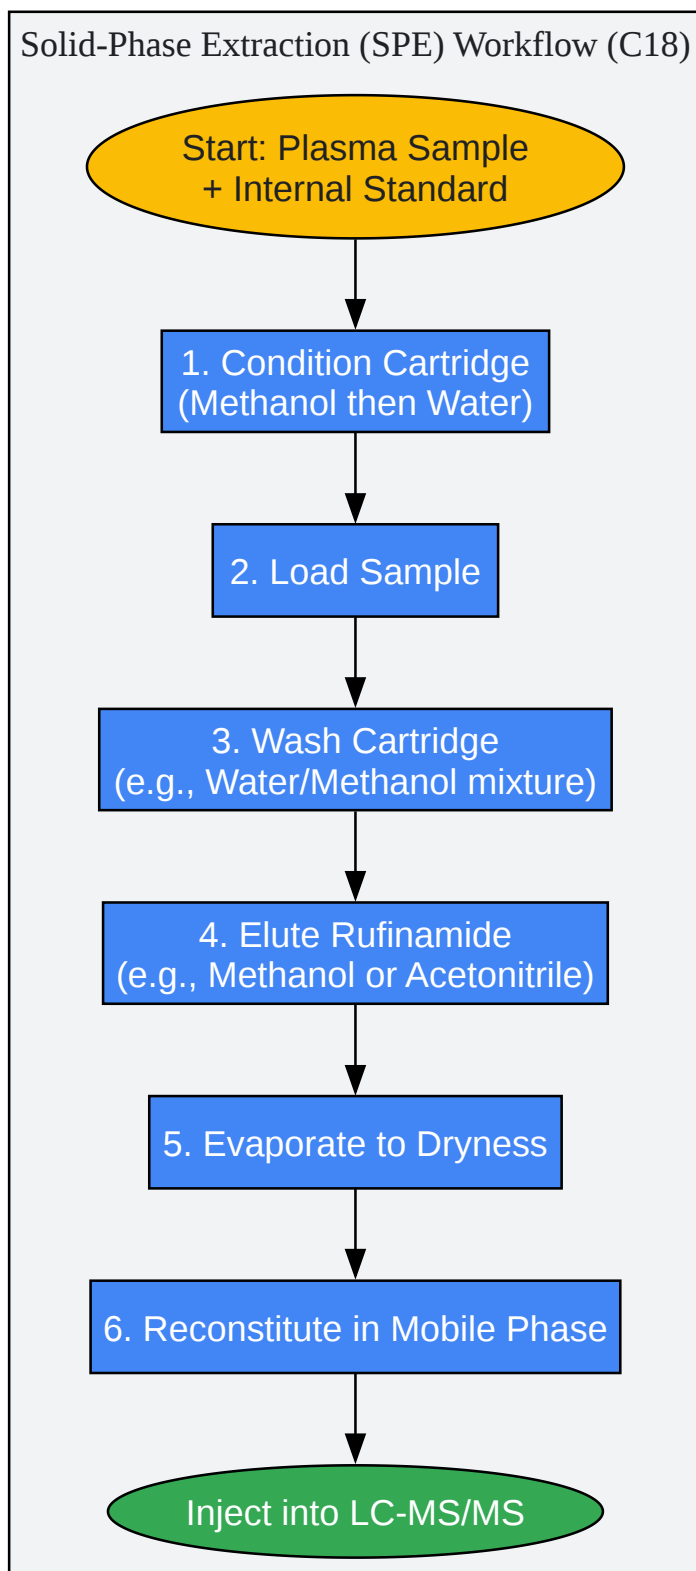 Solid-Phase Extraction (SPE) Workflow (C18)
Start: Plasma Sample
+ Internal Standard
1. Condition Cartridge
(Methanol then Water)
2. Load Sample
3. Wash Cartridge
(e.g., Water/Methanol mixture)
4. Elute Rufinamide
(e.g., Methanol or Acetonitrile)
5. Evaporate to Dryness
6. Reconstitute in Mobile Phase
Inject into LC-MS/MS